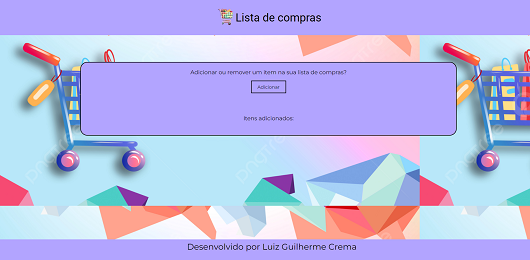 Lista de compras
Adicionar ou remover um item na sua lista de compras?
Adicionar
Itens adicionados:
Desenvolvido por Luiz Guilherme Crema